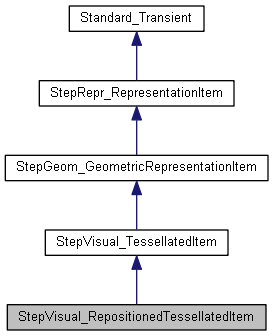 Standard_Transient
StepRepr_RepresentationItem
StepGeom_GeometricRepresentationItem
StepVisual_TessellatedItem
StepVisual_RepositionedTessellatedItem